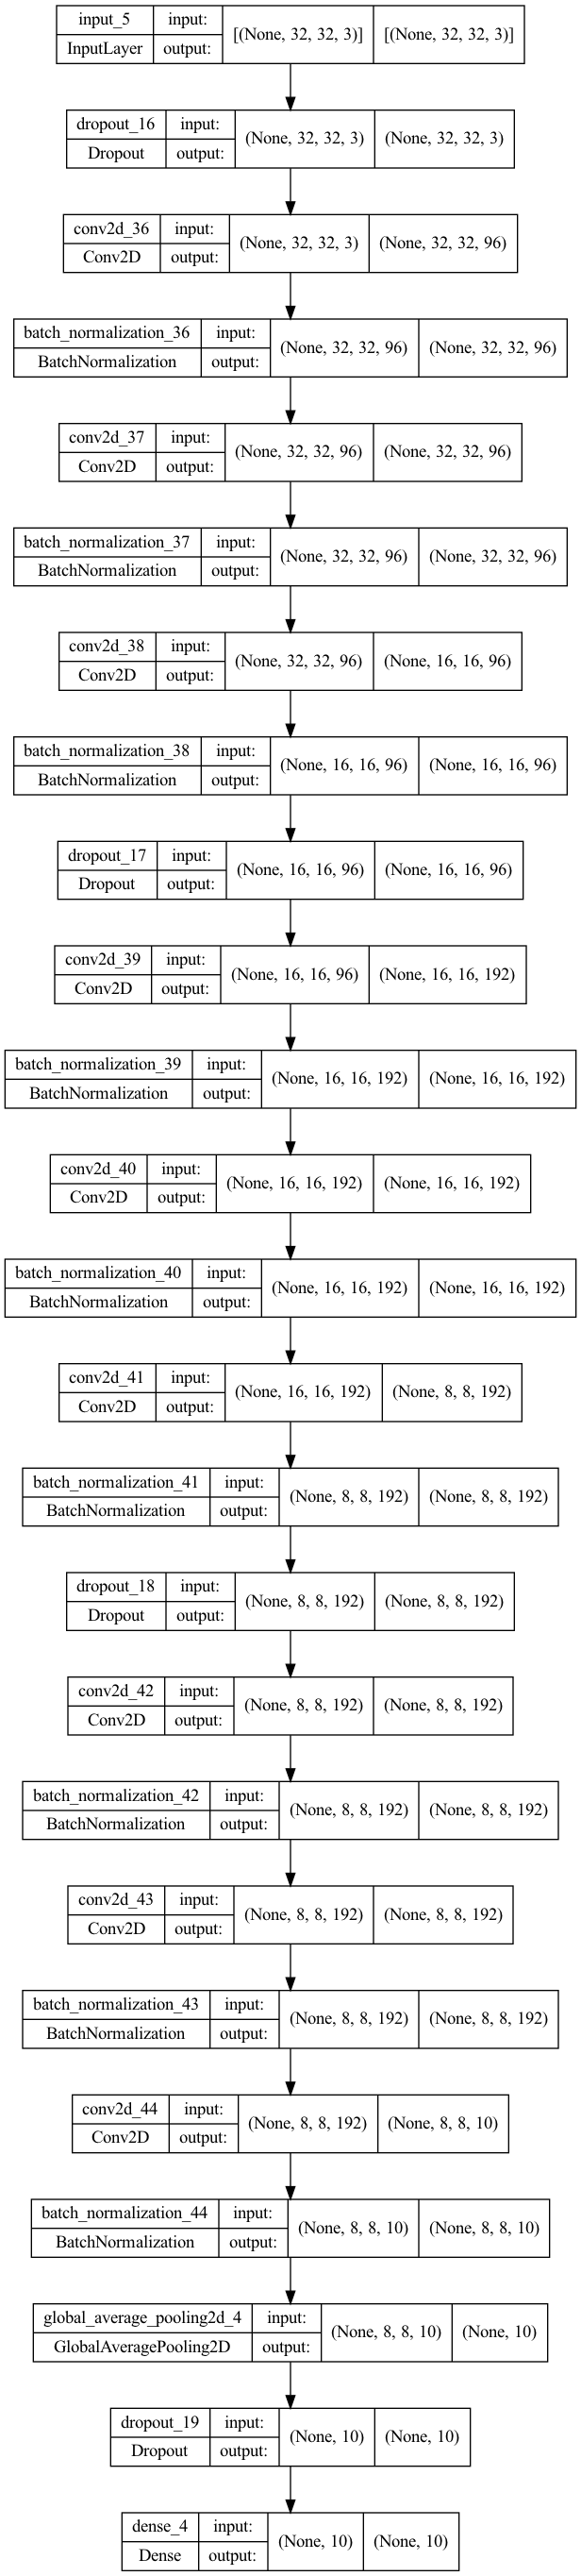 input_5 input: [(None, 32, 32, 3)] [(None, 32, 32, 3)]
InputLayer output:
dropout_16 input: (None, 32, 32, 3) (None, 32, 32, 3)
Dropout output:
conv2d_36 input: (None, 32, 32, 3) (None, 32, 32, 96)
Conv2D output:
batch_normalization_36 input: (None, 32, 32, 96) (None, 32, 32, 96)
BatchNormalization output:
conv2d_37 input: (None, 32, 32, 96) (None, 32, 32, 96)
Conv2D output:
batch_normalization_37 input: (None, 32, 32, 96) (None, 32, 32, 96)
BatchNormalization output:
conv2d_38 input: (None, 32, 32, 96) (None, 16, 16, 96)
Conv2D output:
batch_normalization_38 input: (None, 16, 16, 96) (None, 16, 16, 96)
BatchNormalization output:
dropout_17 input: (None, 16, 16, 96) (None, 16, 16, 96)
Dropout output:
conv2d_39 input: (None, 16, 16, 96) (None, 16, 16, 192)
Conv2D output:
batch_normalization_39 input: (None, 16, 16, 192) (None, 16, 16, 192)
BatchNormalization output:
conv2d_40 input: (None, 16, 16, 192) (None, 16, 16, 192)
Conv2D output:
batch_normalization_40 input: (None, 16, 16, 192) (None, 16, 16, 192)
BatchNormalization output:
conv2d_41 input: (None, 16, 16, 192) (None, 8, 8, 192)
Conv2D output:
batch_normalization_41 input: (None, 8, 8, 192) (None, 8, 8, 192)
BatchNormalization output:
dropout_18 input: (None, 8, 8, 192) (None, 8, 8, 192)
Dropout output:
conv2d_42 input: (None, 8, 8, 192) (None, 8, 8, 192)
Conv2D output:
batch_normalization_42 input: (None, 8, 8, 192) (None, 8, 8, 192)
BatchNormalization output:
conv2d_43 input: (None, 8, 8, 192) (None, 8, 8, 192)
Conv2D output:
batch_normalization_43 input: (None, 8, 8, 192) (None, 8, 8, 192)
BatchNormalization output:
conv2d_44 input: (None, 8, 8, 192) (None, 8, 8, 10)
Conv2D output:
batch_normalization_44 input: (None, 8, 8, 10) (None, 8, 8, 10)
BatchNormalization output:
global_average_pooling2d_4 input: (None, 8, 8, 10) (None, 10)
GlobalAveragePooling2D output:
dropout_19 input: (None, 10) (None, 10)
Dropout output:
dense_4 input: (None, 10) (None, 10)
Dense output: